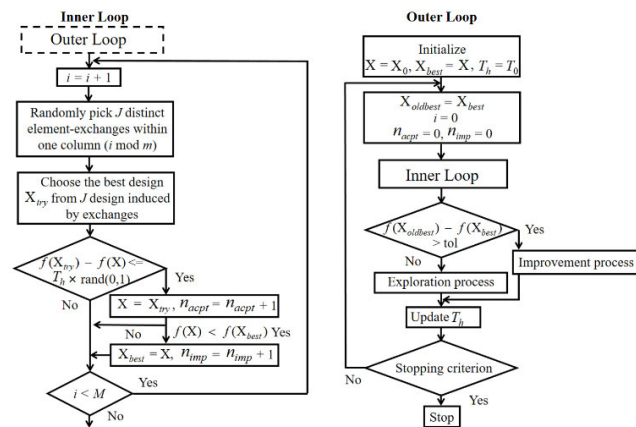 Inner Loop
Outer Loop
i = i + 1
Randomly pick J distinct
element-exchanges within
one column (i mod m)
Choose the best design
X_try from J design induced
by exchanges
f(X_try) − f(X)<=
T_h × rand(0,1)
Yes
No
X = X_try, n_acpt = n_acpt + 1
No
f(X) < f(X_best) Yes
X_best = X, n_imp = n_imp + 1
i < M
Yes
No
Outer Loop
Initialize
X = X_0, X_best = X, T_h = T_0
X_oldbest = X_best
i = 0
n_acpt = 0, n_imp = 0
Inner Loop
f(X_oldbest) − f(X_best)
> tol
Yes
No
Improvement process
Exploration process
Update T_h
Stopping criterion
No
Yes
Stop